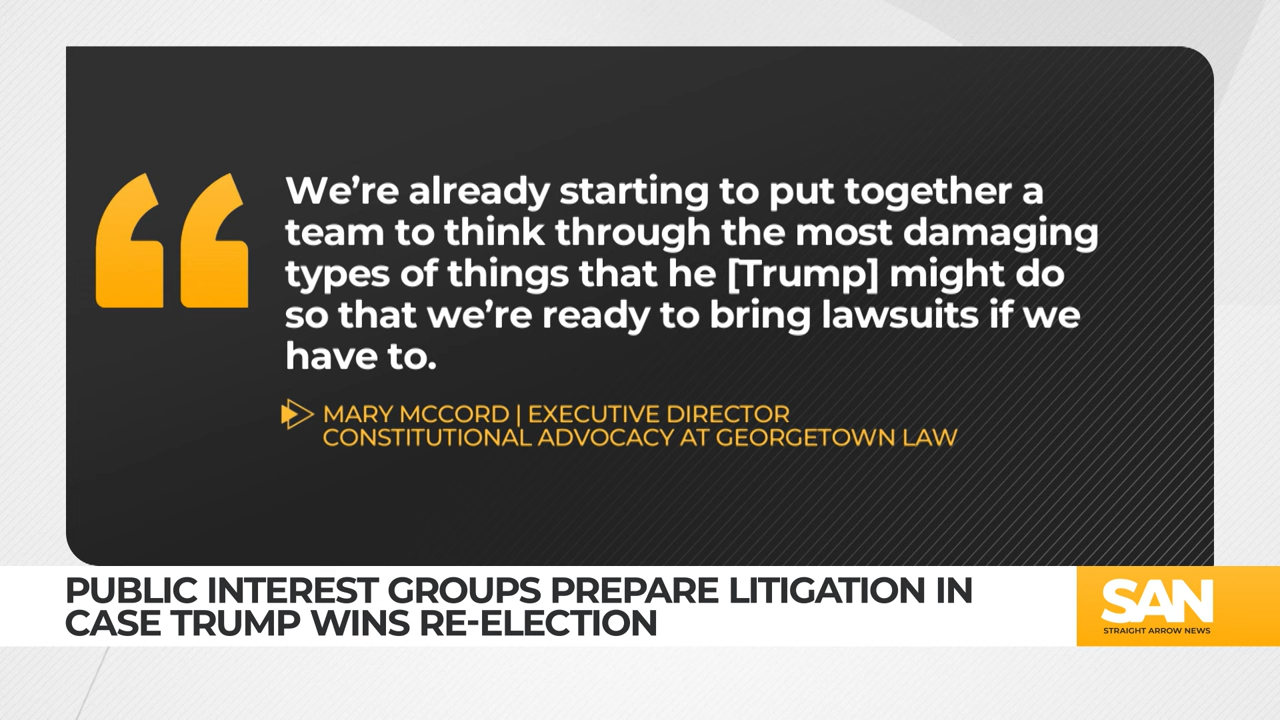 We’re already starting to put together a
team to think through the most damaging
types of things that he [Trump] might do
so that we’re ready to bring lawsuits if we
have to.
MARY MCCORD | EXECUTIVE DIRECTOR
CONSTITUTIONAL ADVOCACY AT GEORGETOWN LAW
PUBLIC INTEREST GROUPS PREPARE LITIGATION IN
CASE TRUMP WINS RE-ELECTION
SAN
STRAIGHT ARROW NEWS